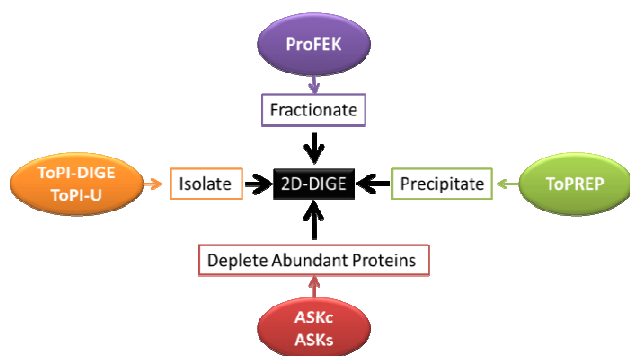 ProFEK
Fractionate
ToPI-DIGE
ToPI-U
Isolate
2D-DIGE
Precipitate
ToPREP
Deplete Abundant Proteins
ASKc
ASKs